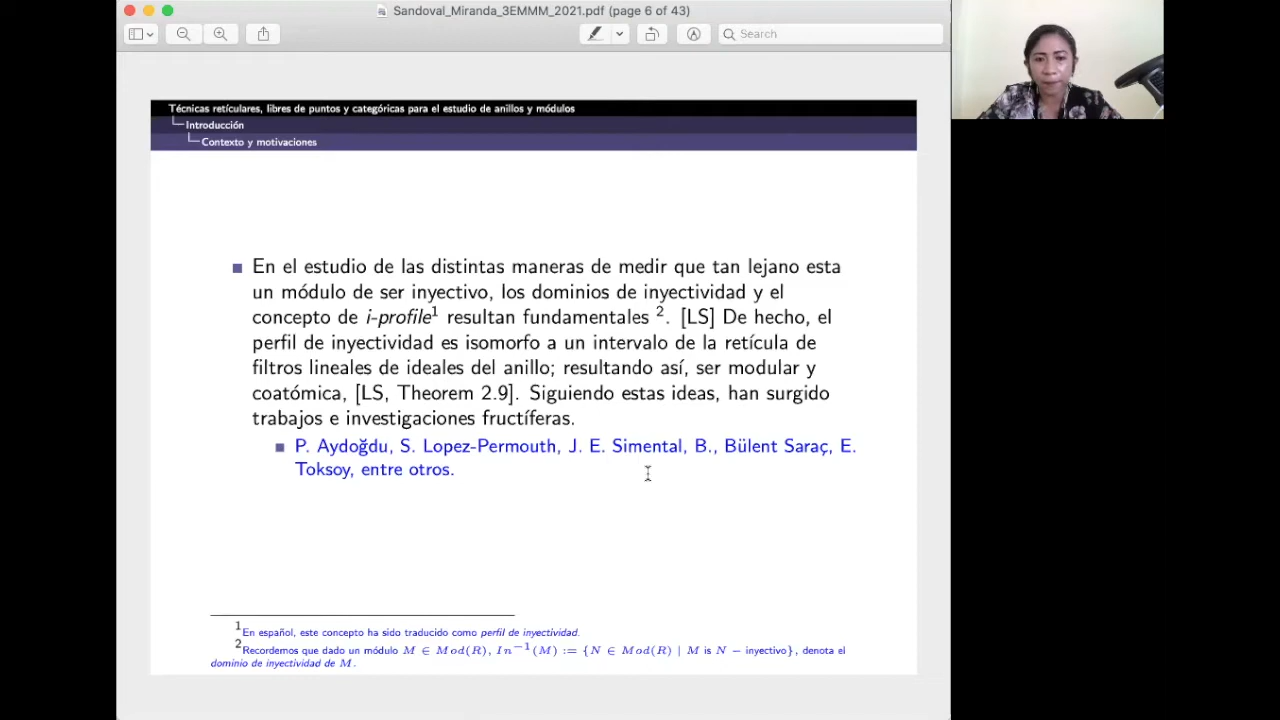 Sandoval_Miranda_3EMMM_2021.pdf (page 6 of 43)
Search
Técnicas retículares, libres de puntos y categóricas para el estudio de anillos y módulos
Introducción
Contexto y motivaciones
En el estudio de las distintas maneras de medir que tan lejano esta
un módulo de ser inyectivo, los dominios de inyectividad y el
concepto de i-profile¹ resultan fundamentales ². [LS] De hecho, el
perfil de inyectividad es isomorfo a un intervalo de la retícula de
filtros lineales de ideales del anillo; resultando así, ser modular y
coatómica, [LS, Theorem 2.9]. Siguiendo estas ideas, han surgido
trabajos e investigaciones fructíferas.
P. Aydoğdu, S. Lopez-Permouth, J. E. Simental, B., Bülent Saraç, E.
Toksoy, entre otros.
¹En español, este concepto ha sido traducido como perfil de inyectividad.
²Recordemos que dado un módulo M ∈ Mod(R), In⁻¹(M) := {N ∈ Mod(R) | M is N − inyectivo}, denota el
dominio de inyectividad de M.